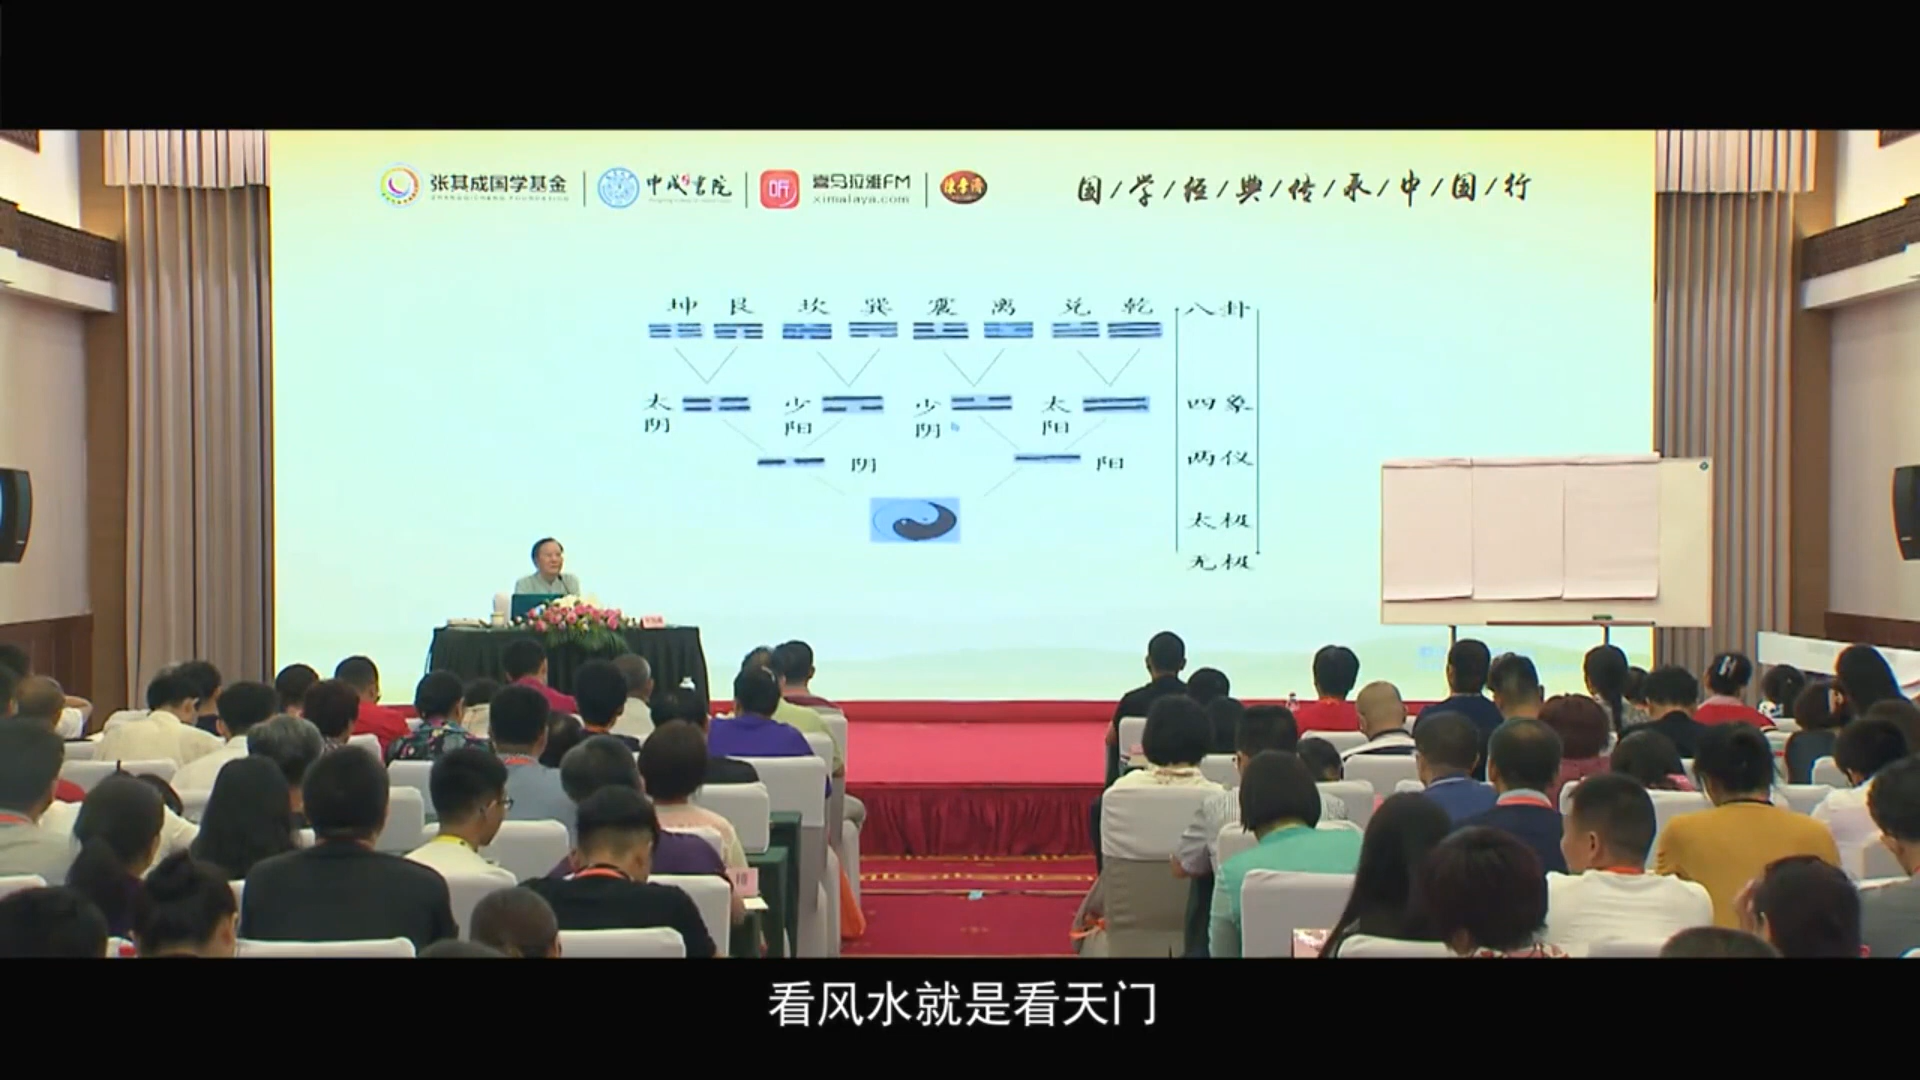 张其成国学基金 中成书院 喜马拉雅FM 陈李济 国/学/经/典/传/承/中/国/行
ximalaya.com
坤 艮 坎 巽 震 离 兑 乾 八卦
太阴 少阳 少阴 太阳 四象
阴 阳 两仪
太极
无极
看风水就是看天门